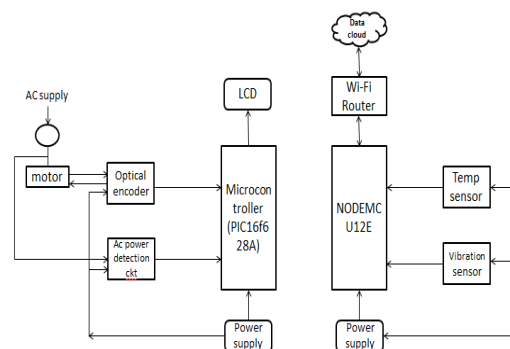 Data
cloud
Wi-Fi
Router
LCD
AC supply
motor
Optical
encoder
Microcon
troller
(PIC16f6
28A)
NODEMC
U12E
Temp
sensor
Ac power
detection
ckt
Vibration
sensor
Power
supply
Power
supply